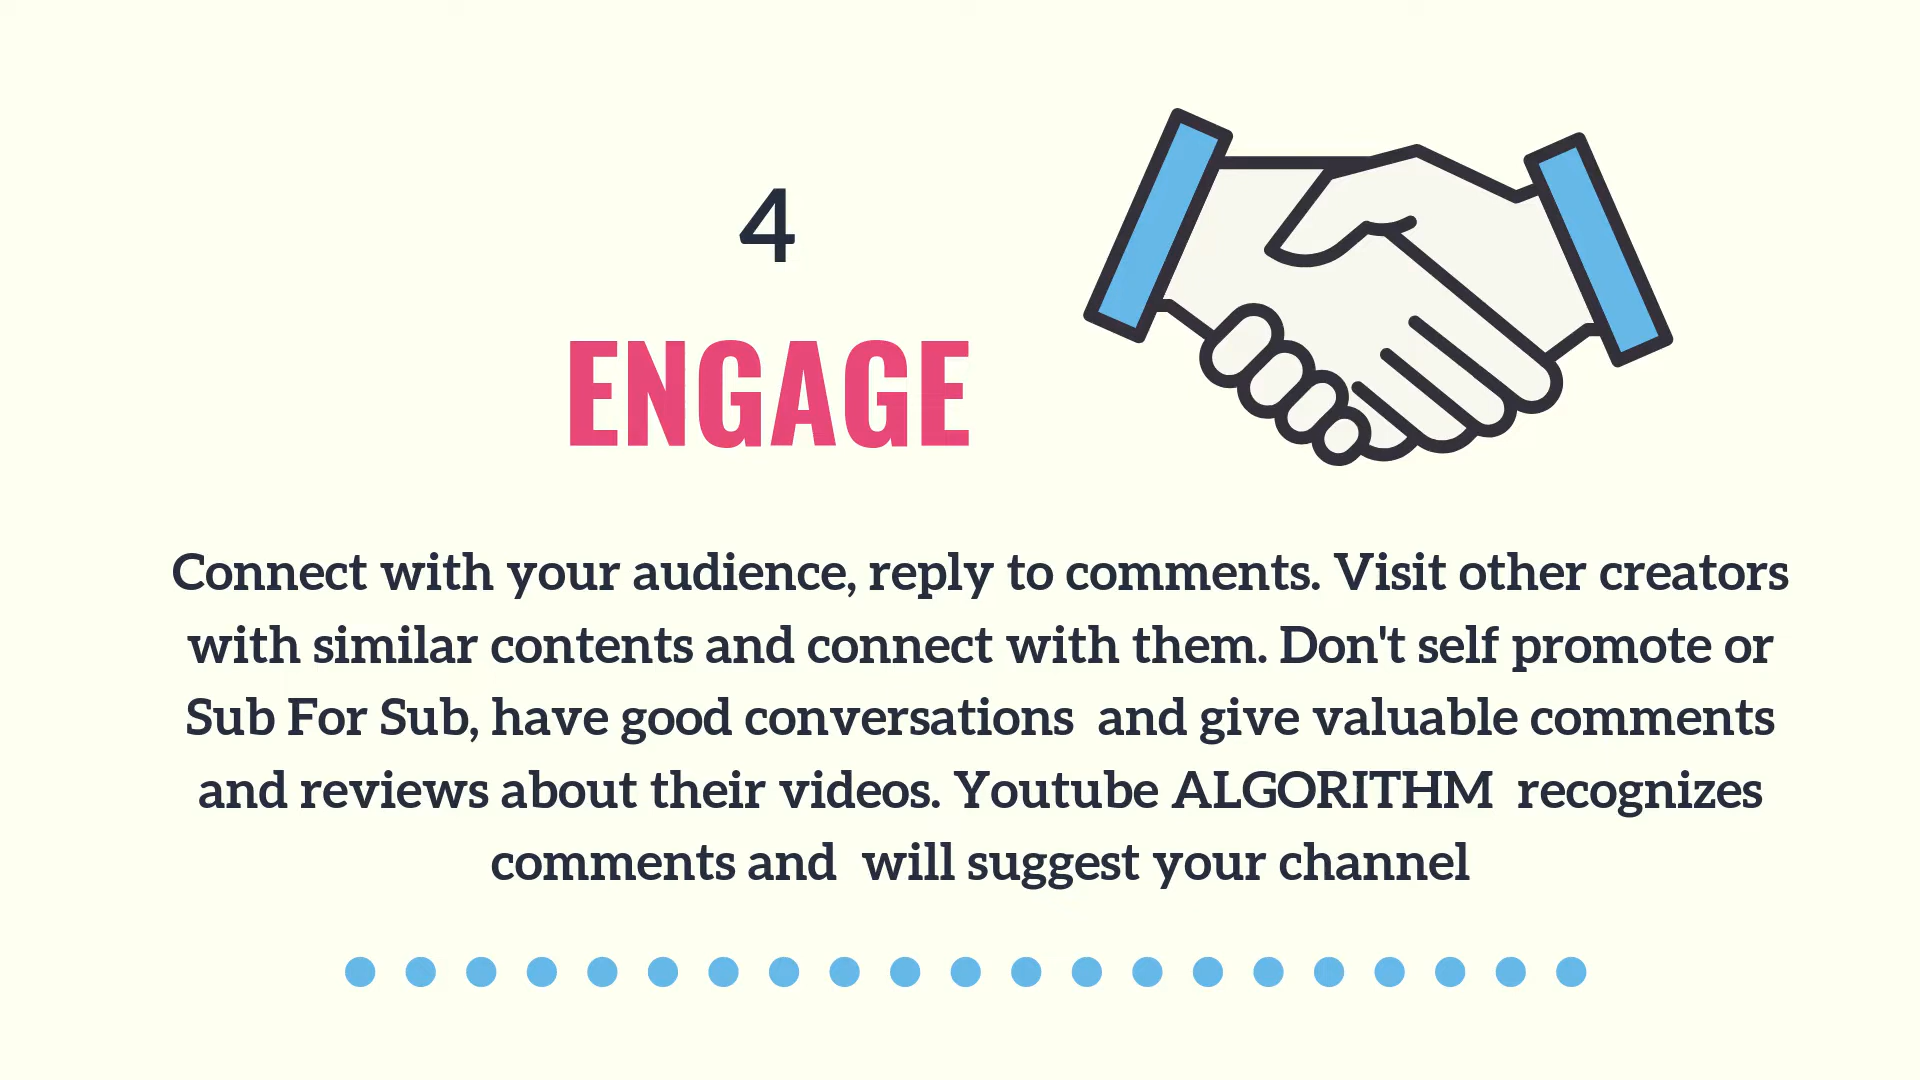 4
ENGAGE
Connect with your audience, reply to comments. Visit other creators
with similar contents and connect with them. Don't self promote or
Sub For Sub, have good conversations  and give valuable comments
and reviews about their videos. Youtube ALGORITHM  recognizes
comments and  will suggest your channel